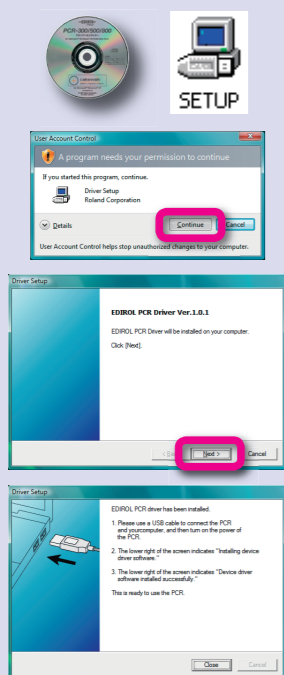 PCR-300/500/800
SETUP
User Account Control
A program needs your permission to continue
If you started this program, continue.
Driver Setup
Roland Corporation
Details
Continue
Cancel
User Account Control helps stop unauthorized changes to your computer.
Driver Setup
EDIROL PCR Driver Ver.1.0.1
EDIROL PCR Driver will be installed on your computer.
Click [Next].
Next >
Cancel
Driver Setup
EDIROL PCR driver has been installed.
1. Please use a USB cable to connect the PCR
and yourcomputer, and then turn on the power of
the PCR.
2. The lower right of the screen indicates "Installing device
driver software."
3. The lower right of the screen indicates "Device driver
software installed successfully."
This is ready to use the PCR.
Close
Cancel